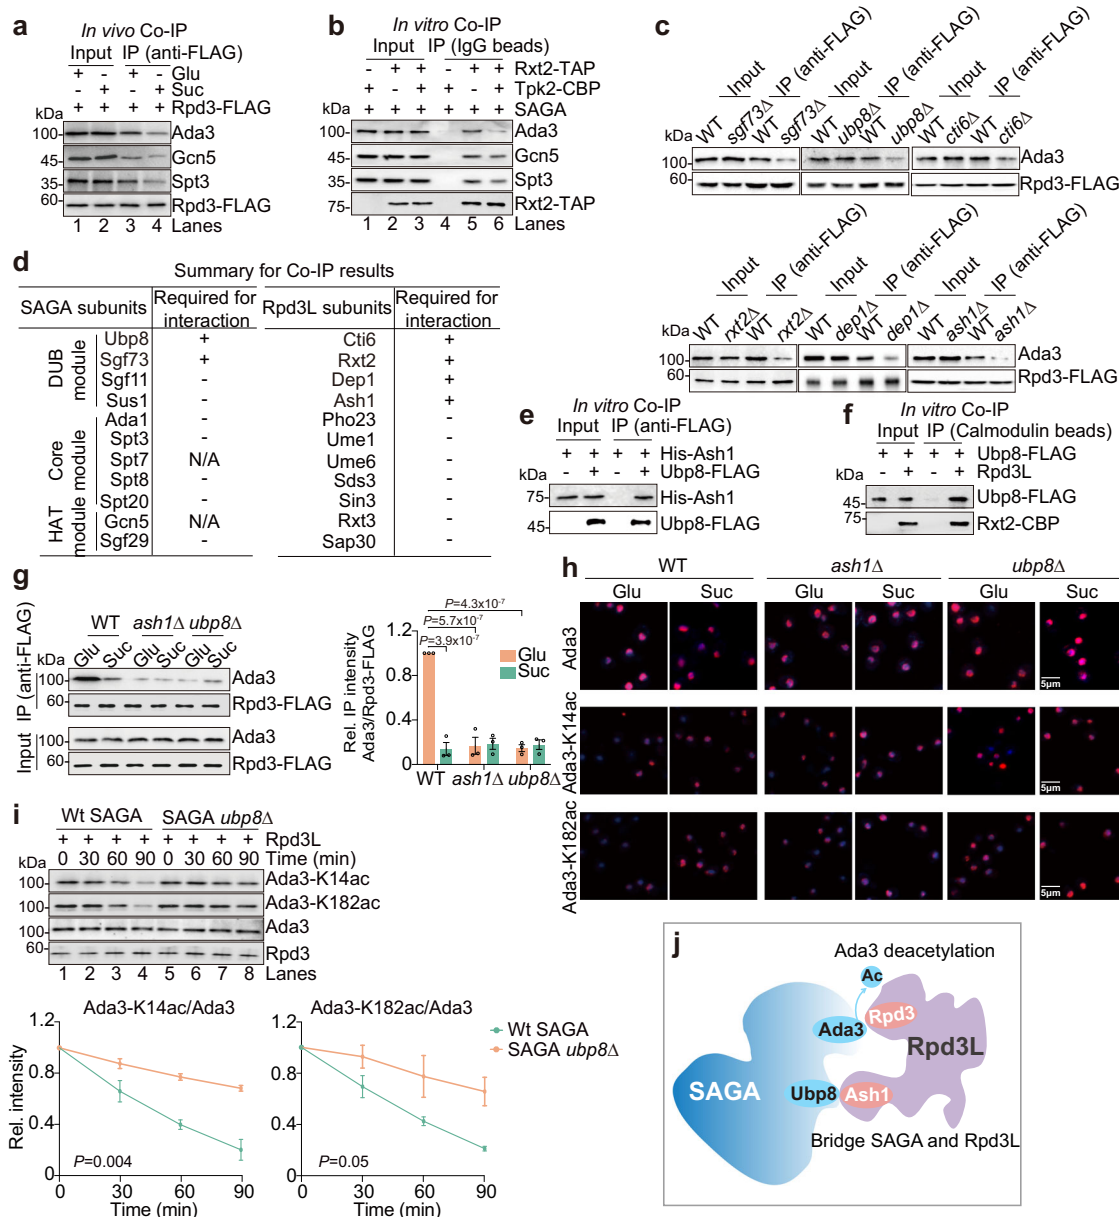 a
In vivo Co-IP
Input IP (anti-FLAG)
+ - + - Glu
- + - + Suc
+ + + + Rpd3-FLAG
kDa
100 Ada3
45 Gcn5
35 Spt3
60 Rpd3-FLAG
1 2 3 4 Lanes
b
In vitro Co-IP
Input IP (IgG beads)
- + + - + + Rxt2-TAP
+ - + + - + Tpk2-CBP
+ + + + + + SAGA
kDa
100 Ada3
45 Gcn5
35 Spt3
75 Rxt2-TAP
1 2 3 4 5 6 Lanes
c
Input IP (anti-FLAG) Input IP (anti-FLAG) Input IP (anti-FLAG)
WT sgf73Δ WT sgf73Δ WT ubp8Δ WT ubp8Δ WT cti6Δ WT cti6Δ
kDa
100 Ada3
60 Rpd3-FLAG
Input IP (anti-FLAG) Input IP (anti-FLAG) Input IP (anti-FLAG)
WT rxt2Δ WT rxt2Δ WT dep1Δ WT dep1Δ WT ash1Δ WT ash1Δ
kDa
100 Ada3
60 Rpd3-FLAG
d
Summary for Co-IP results
SAGA subunits Required for interaction Rpd3L subunits Required for interaction
DUB module
Ubp8 + Cti6 +
Sgf73 + Rxt2 +
Sgf11 - Dep1 +
Sus1 - Ash1 +
Core module
Ada1 - Pho23 -
Spt3 - Ume1 -
Spt7 N/A Ume6 -
Spt8 - Sds3 -
Spt20 - Sin3 -
HAT module
Gcn5 N/A Rxt3 -
Sgf29 - Sap30 -
e
In vitro Co-IP
Input IP (anti-FLAG)
+ + + + His-Ash1
- + - + Ubp8-FLAG
kDa
75 His-Ash1
45 Ubp8-FLAG
f
In vitro Co-IP
Input IP (Calmodulin beads)
+ + + + Ubp8-FLAG
- + - + Rpd3L
kDa
45 Ubp8-FLAG
75 Rxt2-CBP
g
WT ash1Δ ubp8Δ
Glu Suc Glu Suc Glu Suc
kDa
IP (anti-FLAG)
100 Ada3
60 Rpd3-FLAG
Input
100 Ada3
60 Rpd3-FLAG
P=4.3x10-7
P=5.7x10-7
P=3.9x10-7
Glu
Suc
Rel. IP intensity
Ada3/Rpd3-FLAG
1.2
0.8
0.4
0
WT ash1Δ ubp8Δ
h
WT ash1Δ ubp8Δ
Glu Suc Glu Suc Glu Suc
Ada3
5μm
Ada3-K14ac
5μm
Ada3-K182ac
5μm
i
Wt SAGA SAGA ubp8Δ
+ + + + + + + + Rpd3L
0 30 60 90 0 30 60 90 Time (min)
kDa
100 Ada3-K14ac
100 Ada3-K182ac
100 Ada3
60 Rpd3
1 2 3 4 5 6 7 8 Lanes
Ada3-K14ac/Ada3
Rel. intensity
1.2
0.8
0.4
0
P=0.004
0 30 60 90
Time (min)
Ada3-K182ac/Ada3
1.2
0.8
0.4
0
P=0.05
0 30 60 90
Time (min)
Wt SAGA
SAGA ubp8Δ
j
Ada3 deacetylation
Ac
Ada3
Rpd3
Rpd3L
SAGA
Ubp8
Ash1
Bridge SAGA and Rpd3L